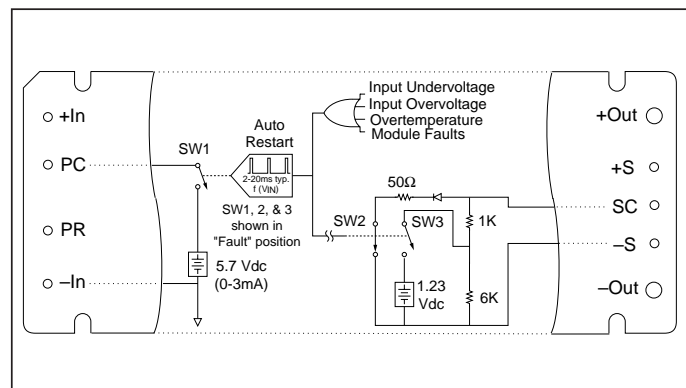 +In
PC
PR
–In
SW1
Auto
Restart
2-20ms typ.
f (VIN)
SW1, 2, & 3
shown in
"Fault" position
5.7 Vdc
(0-3mA)
Input Undervoltage
Input Overvoltage
Overtemperature
Module Faults
50Ω
SW2
SW3
1K
1.23
Vdc
6K
+Out
+S
SC
–S
–Out